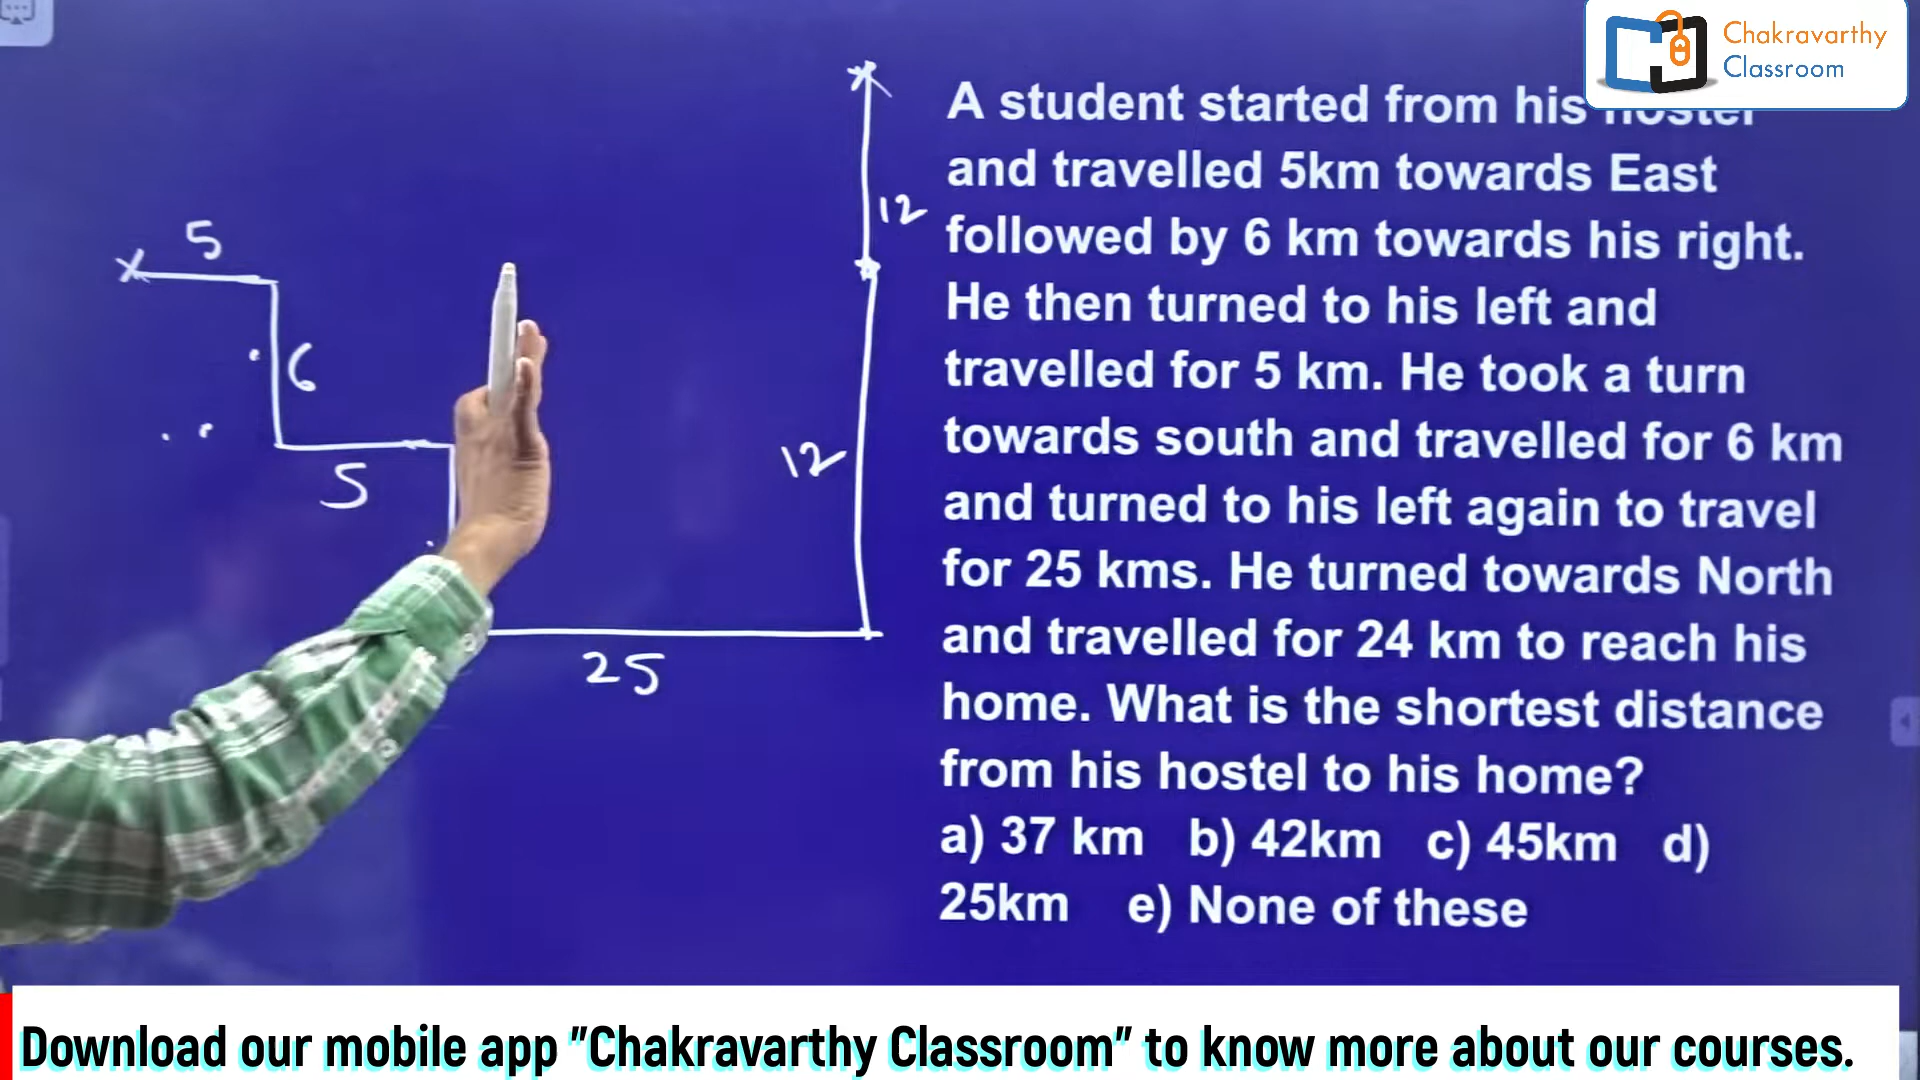 Chakravarthy
Classroom
A student started from his hostel
and travelled 5km towards East
followed by 6 km towards his right.
He then turned to his left and
travelled for 5 km. He took a turn
towards south and travelled for 6 km
and turned to his left again to travel
for 25 kms. He turned towards North
and travelled for 24 km to reach his
home. What is the shortest distance
from his hostel to his home?
a) 37 km b) 42km c) 45km d)
25km e) None of these
5
6
5
25
12
12
Download our mobile app "Chakravarthy Classroom" to know more about our courses.